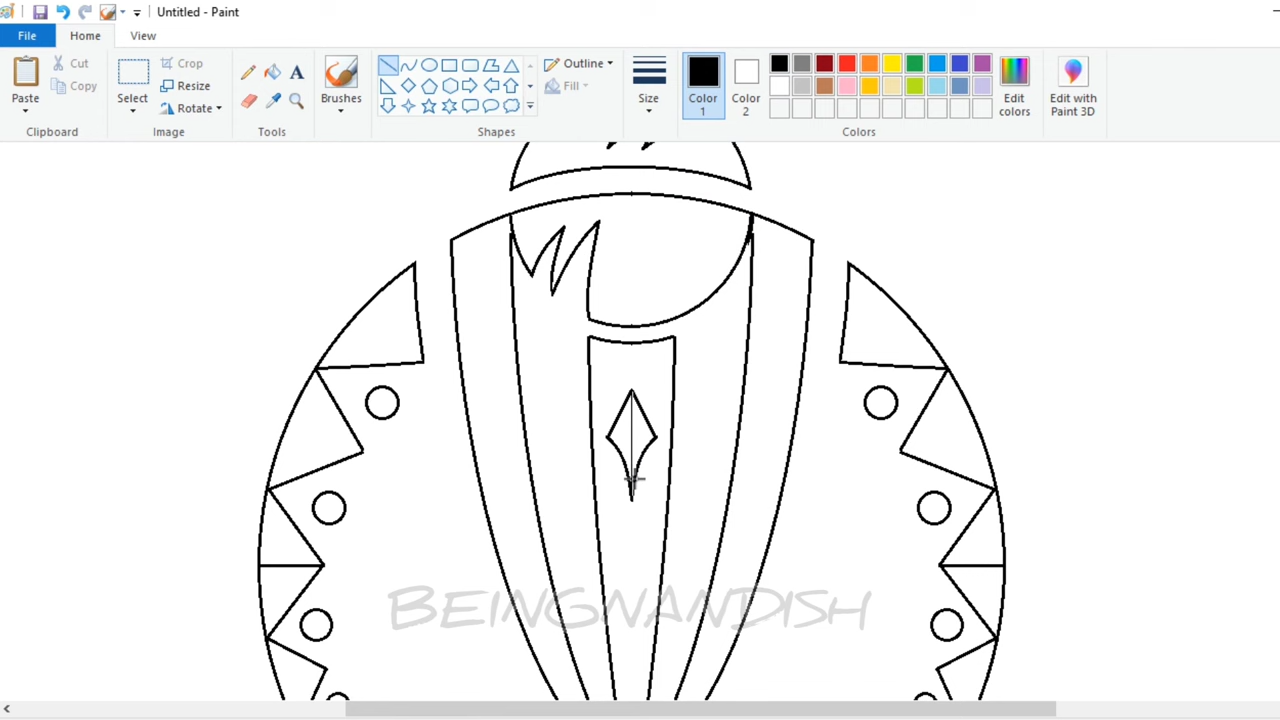 Untitled - Paint
File
Home
View
Paste
Cut
Copy
Clipboard
Select
Crop
Resize
Rotate
Image
A
Tools
Brushes
Outline
Fill
Shapes
Size
Color 1
Color 2
Edit colors
Colors
Edit with Paint 3D
BEINGNANDISH